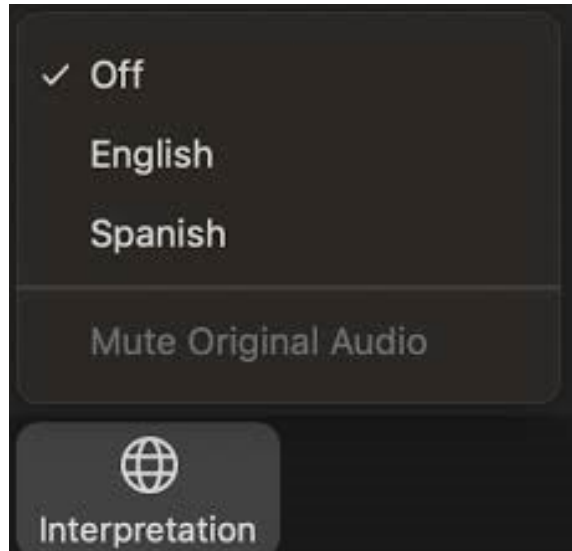 Off
English
Spanish
Mute Original Audio
Interpretation